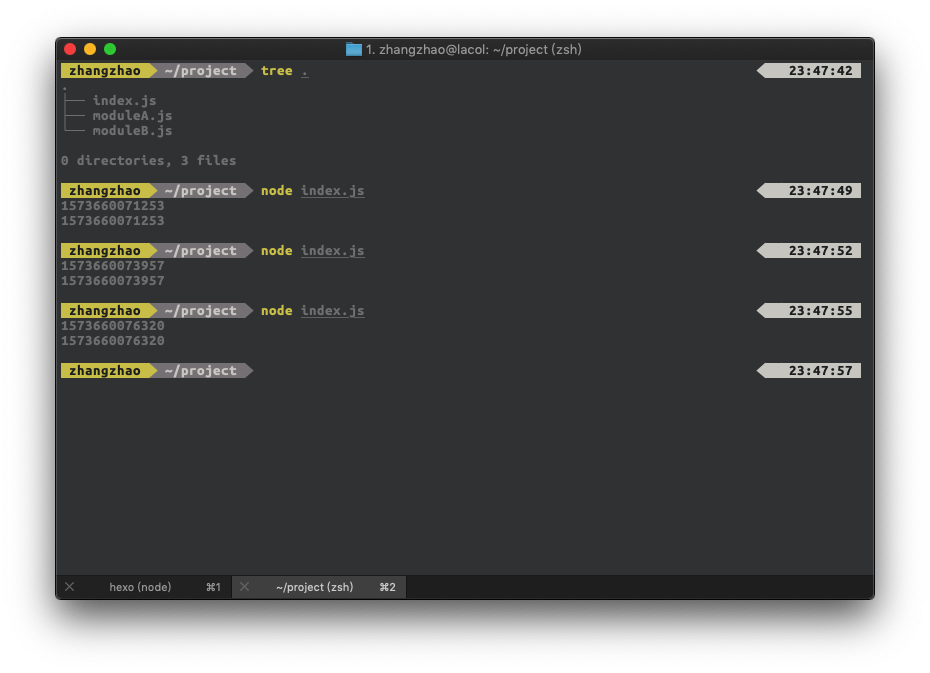 1. zhangzhao@lacol: ~/project (zsh)
zhangzhao ~/project tree . 23:47:42
.
├── index.js
├── moduleA.js
└── moduleB.js
0 directories, 3 files
zhangzhao ~/project node index.js 23:47:49
1573660071253
1573660071253
zhangzhao ~/project node index.js 23:47:52
1573660073957
1573660073957
zhangzhao ~/project node index.js 23:47:55
1573660076320
1573660076320
zhangzhao ~/project 23:47:57
hexo (node) ⌘1 ~/project (zsh) ⌘2